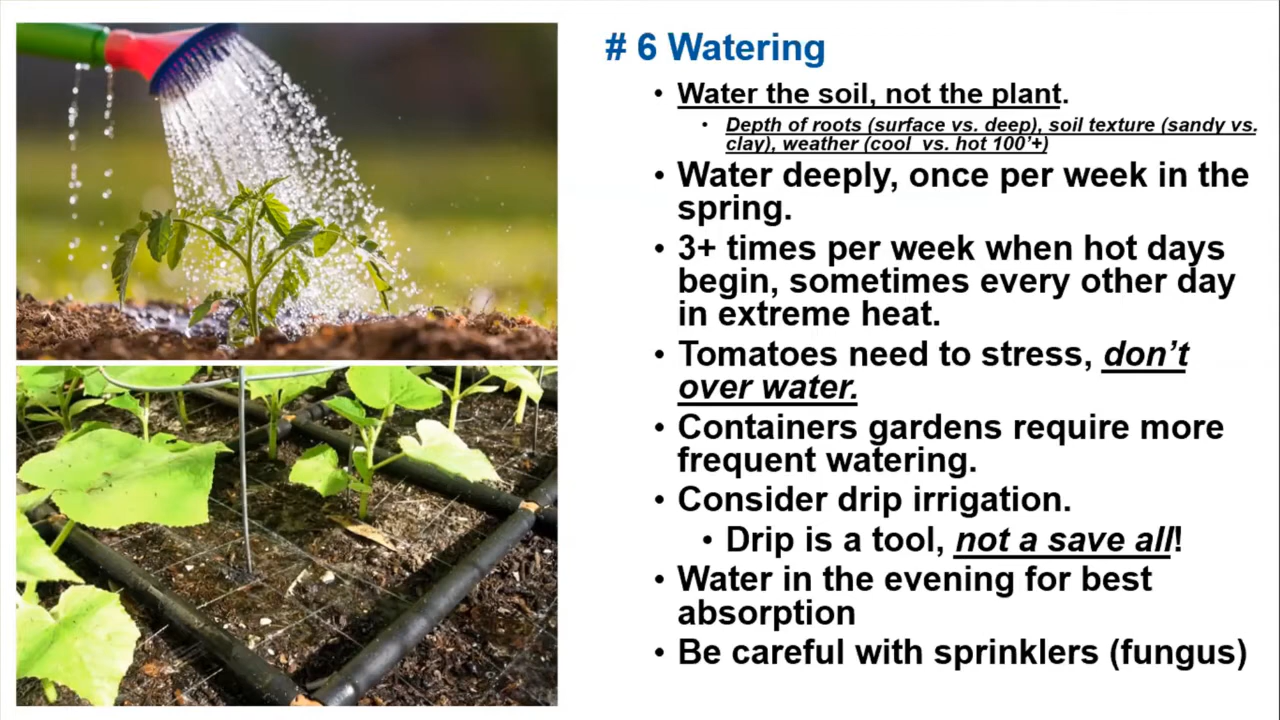 # 6 Watering
• Water the soil, not the plant.
• Depth of roots (surface vs. deep), soil texture (sandy vs.
clay), weather (cool  vs. hot 100’+)
• Water deeply, once per week in the
spring.
• 3+ times per week when hot days
begin, sometimes every other day
in extreme heat.
• Tomatoes need to stress, don’t
over water.
• Containers gardens require more
frequent watering.
• Consider drip irrigation.
• Drip is a tool, not a save all!
• Water in the evening for best
absorption
• Be careful with sprinklers (fungus)